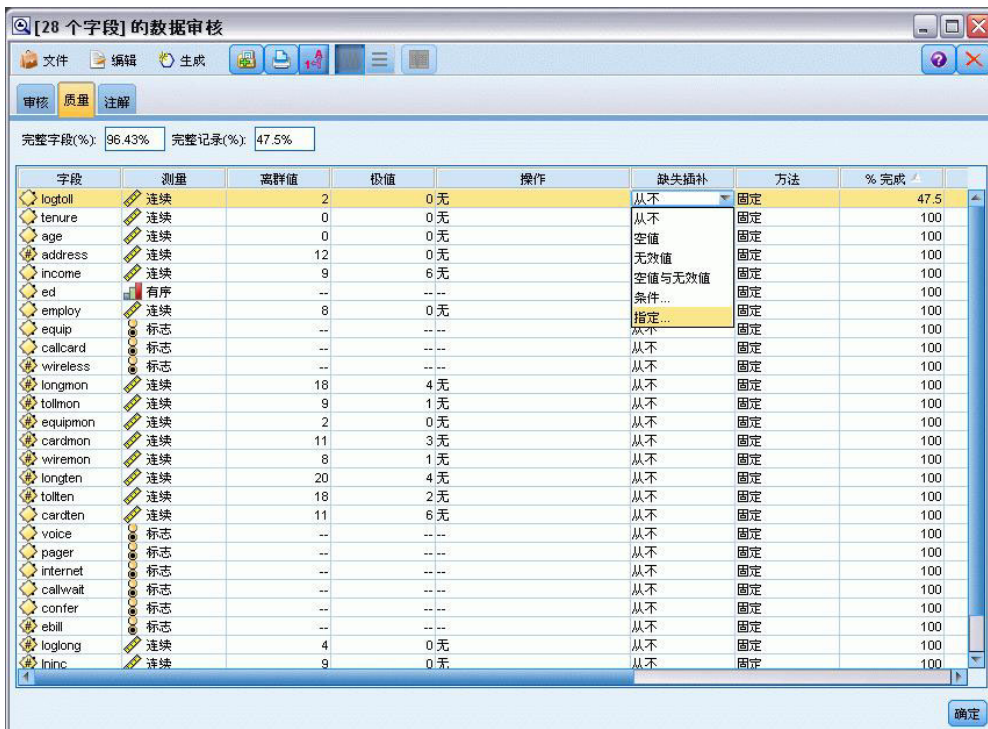 [28 个字段] 的数据审核
文件 编辑 生成
审核 质量 注解
完整字段(%): 96.43% 完整记录(%): 47.5%
字段 测量 离群值 极值 操作 缺失插补 方法 % 完成
logtoll 连续 2 0 无 从不 固定 47.5
tenure 连续 0 0 无 从不 固定 100
age 连续 0 0 无 空值 固定 100
address 连续 12 0 无 无效值 固定 100
income 连续 9 6 无 空值与无效值 固定 100
ed 有序 -- -- -- 条件... 固定 100
employ 连续 8 0 无 指定... 固定 100
equip 标志 -- -- -- 从不 固定 100
callcard 标志 -- -- -- 从不 固定 100
wireless 标志 -- -- -- 从不 固定 100
longmon 连续 18 4 无 从不 固定 100
tollmon 连续 9 1 无 从不 固定 100
equipmon 连续 2 0 无 从不 固定 100
cardmon 连续 11 3 无 从不 固定 100
wiremon 连续 8 1 无 从不 固定 100
longten 连续 20 4 无 从不 固定 100
tollten 连续 18 2 无 从不 固定 100
cardten 连续 11 6 无 从不 固定 100
voice 标志 -- -- -- 从不 固定 100
pager 标志 -- -- -- 从不 固定 100
internet 标志 -- -- -- 从不 固定 100
callwait 标志 -- -- -- 从不 固定 100
confer 标志 -- -- -- 从不 固定 100
ebill 标志 -- -- -- 从不 固定 100
loglong 连续 4 0 无 从不 固定 100
lninc 连续 9 0 无 从不 固定 100
确定